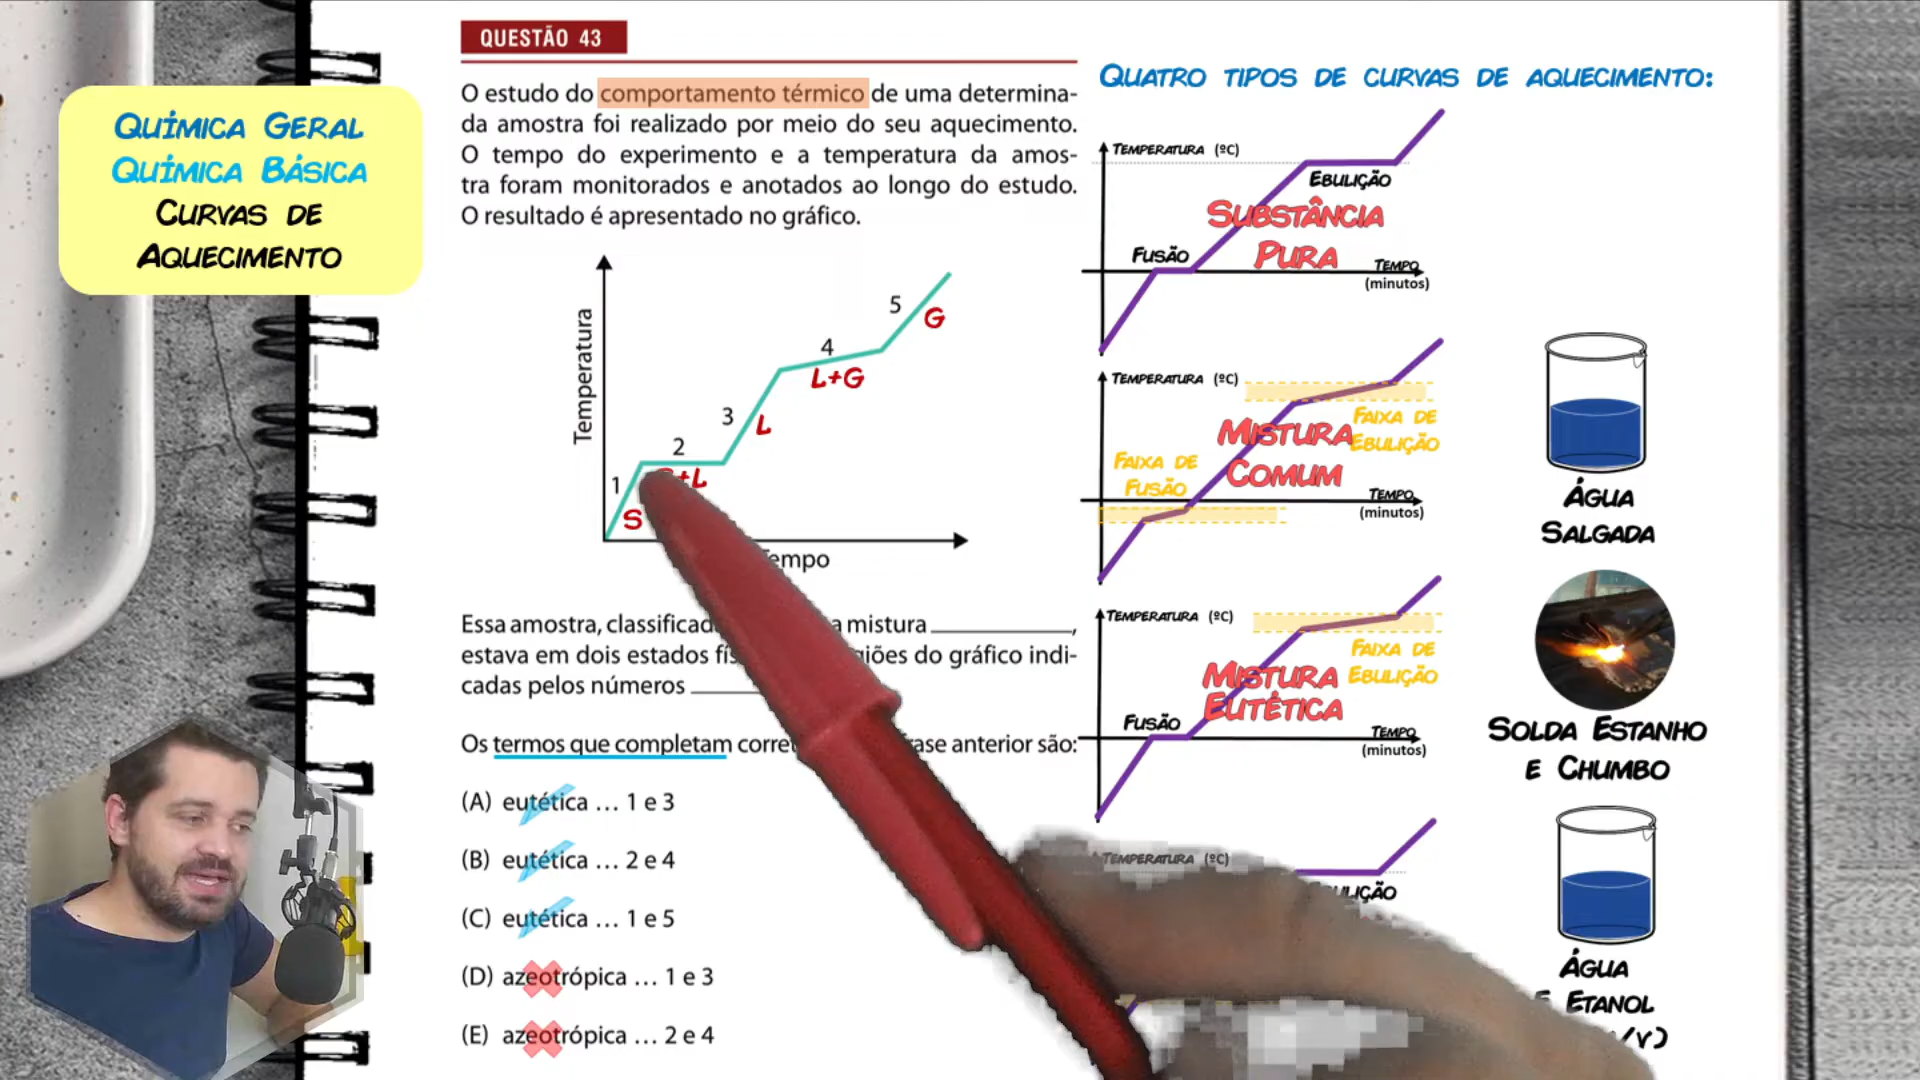 QUÍMICA GERAL
QUÍMICA BÁSICA
CURVAS DE
AQUECIMENTO
QUESTÃO 43
O estudo do comportamento térmico de uma determina-
da amostra foi realizado por meio do seu aquecimento.
O tempo do experimento e a temperatura da amos-
tra foram monitorados e anotados ao longo do estudo.
O resultado é apresentado no gráfico.
Temperatura
1
2
3
4
5
S
+L
L
L+G
G
Essa amostra, classificad a mistura ____________,
estava em dois estados
do gráfico indi-
cadas pelos números ______
Os termos que completam anterior são:
(A) eutética ... 1 e 3
(B) eutética ... 2 e 4
(C) eutética ... 1 e 5
(D) azeotrópica ... 1 e 3
(E) azeotrópica ... 2 e 4
QUATRO TIPOS DE CURVAS DE AQUECIMENTO:
TEMPERATURA (ºC)
EBULIÇÃO
SUBSTÂNCIA
PURA
FUSÃO
TEMPO
(minutos)
TEMPERATURA (ºC)
FAIXA DE
EBULIÇÃO
MISTURA
COMUM
FAIXA DE
FUSÃO
TEMPO
(minutos)
ÁGUA
SALGADA
TEMPERATURA (ºC)
FAIXA DE
EBULIÇÃO
MISTURA
EUTÉTICA
FUSÃO
TEMPO
(minutos)
SOLDA ESTANHO
E CHUMBO
TEMPERATURA (ºC)
ÁGUA
E ETANOL